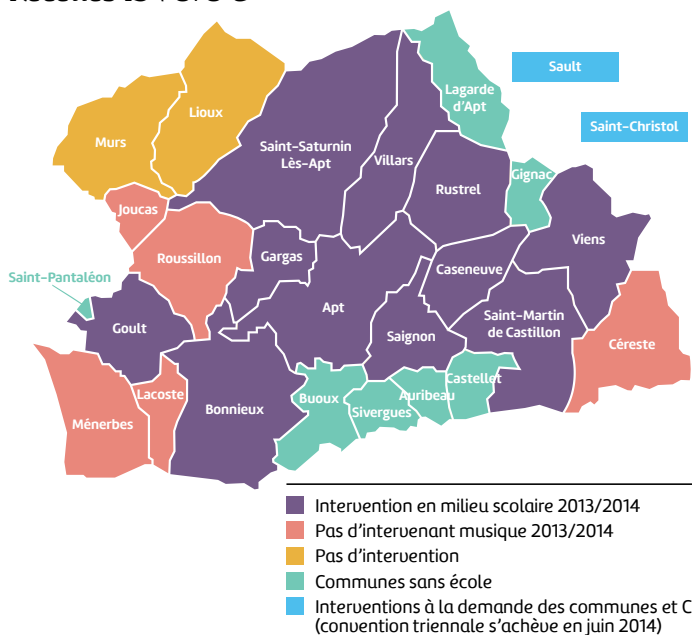 Sault
Lagarde
d'Apt
Lioux
Saint-Christol
Murs
Saint-Saturnin
Lès-Apt
Villars
Rustrel
Gignac
Joucas
Viens
Roussillon
Gargas
Caseneuve
Saint-Pantaléon
Apt
Saint-Martin
de Castillon
Goult
Saignon
Céreste
Castellet
Lacoste
Auribeau
Buoux
Bonnieux
Sivergues
Ménerbes
Intervention en milieu scolaire 2013/2014
Pas d'intervenant musique 2013/2014
Pas d'intervention
Communes sans école
Interventions à la demande des communes et C
(convention triennale s'achève en juin 2014)